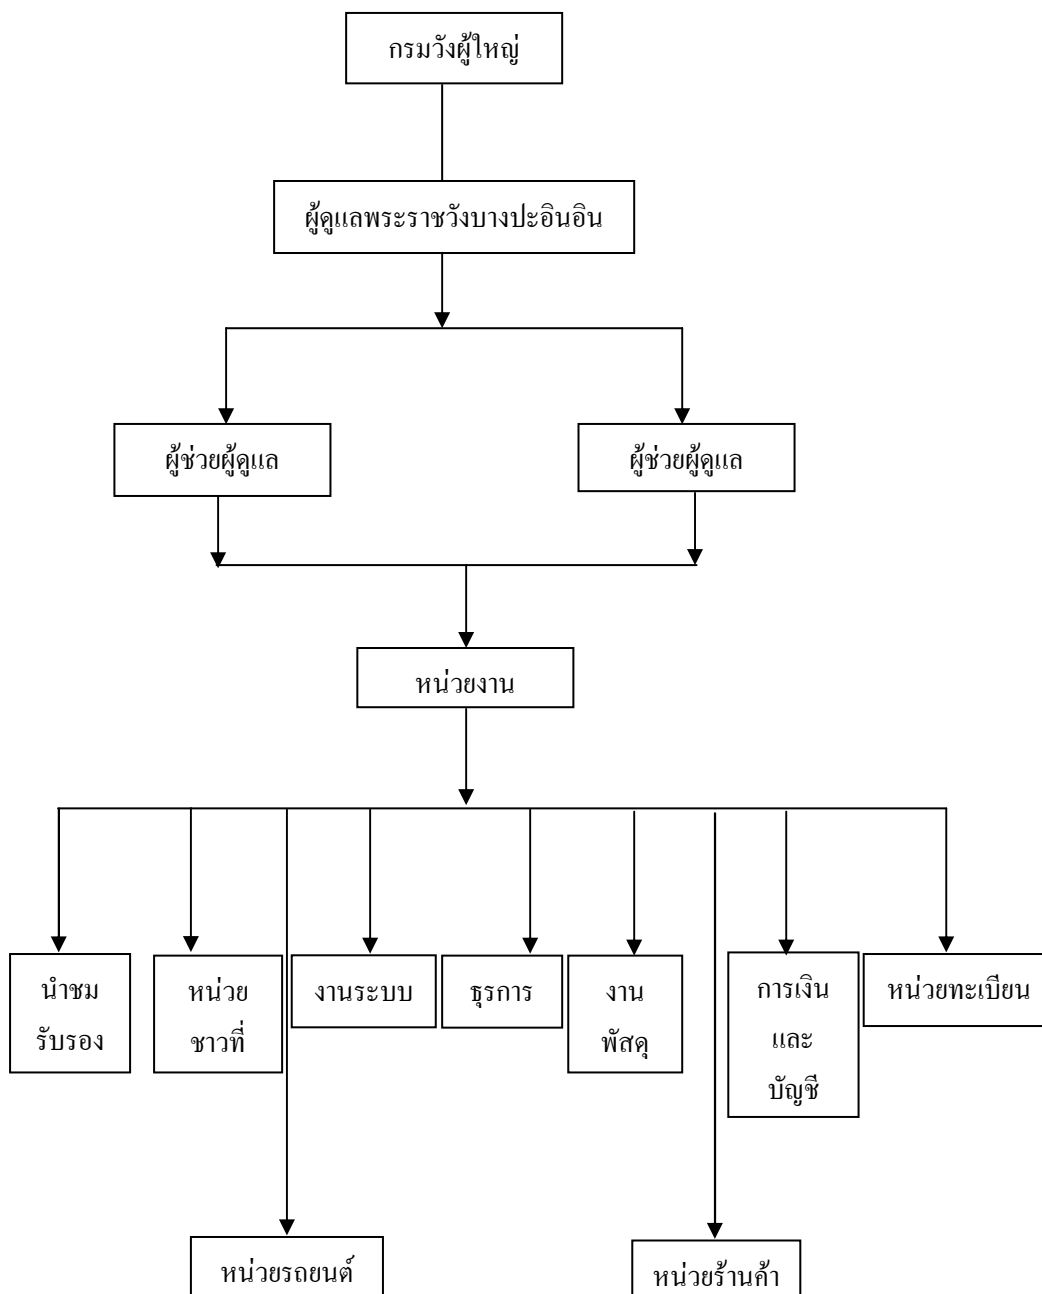 กรมวังผู้ใหญ่
ผู้ดูแลพระราชวังบางปะอินอิน
ผู้ช่วยผู้ดูแล
ผู้ช่วยผู้ดูแล
หน่วยงาน
นำชม
รับรอง
หน่วย
ชาวที่
งานระบบ
ธุรการ
งาน
พัสดุ
การเงิน
และ
บัญชี
หน่วยทะเบียน
หน่วยรถยนต์
หน่วยร้านค้า